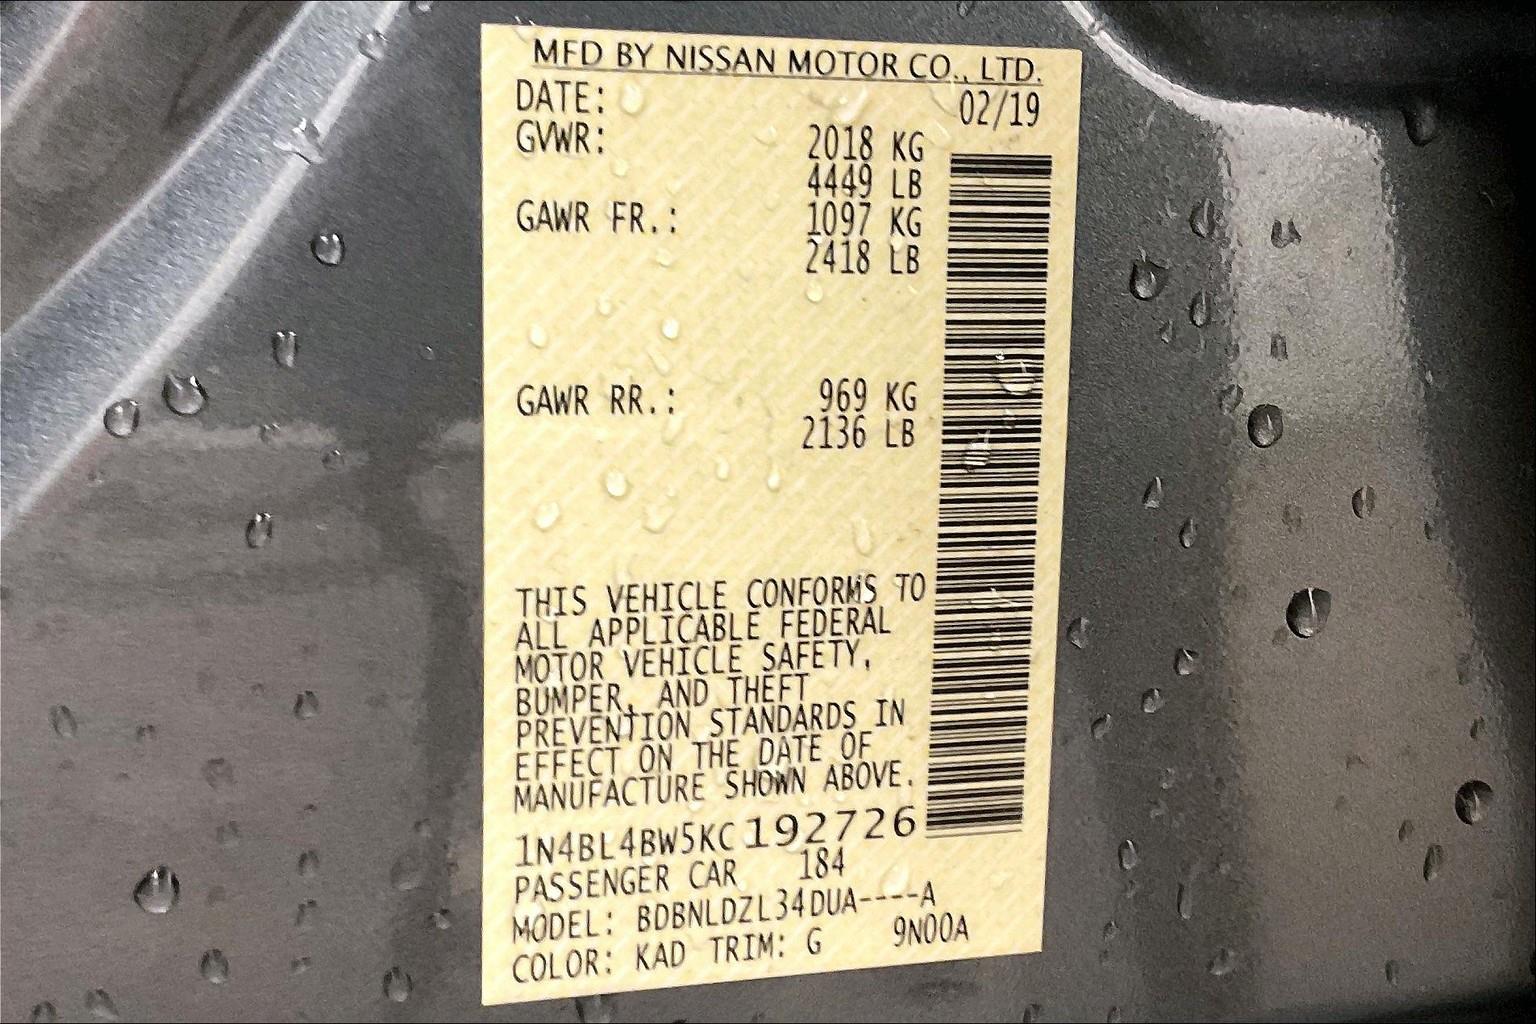 MFD BY NISSAN MOTOR CO., LTD.
DATE: 02/19
GVWR: 2018 KG
4449 LB
GAWR FR.: 1097 KG
2418 LB
GAWR RR.: 969 KG
2136 LB
THIS VEHICLE CONFORMS TO
ALL APPLICABLE FEDERAL
MOTOR VEHICLE SAFETY,
BUMPER, AND THEFT
PREVENTION STANDARDS IN
EFFECT ON THE DATE OF
MANUFACTURE SHOWN ABOVE.
1N4BL4BW5KC192726
PASSENGER CAR 184
MODEL: BDBNLDZL34DUA----A
COLOR: KAD TRIM: G 9N00A